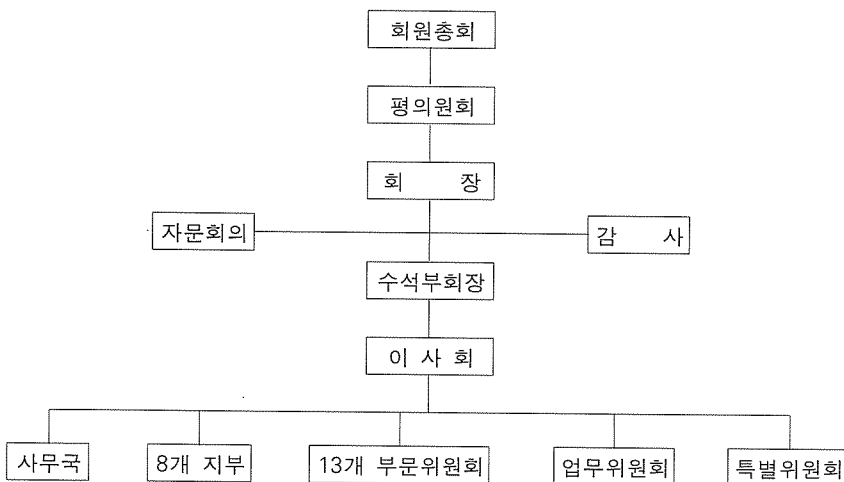 회원총회
평의원회
회 장
자문회의
감 사
수석부회장
이 사 회
사무국
8개 지부
13개 부문위원회
업무위원회
특별위원회